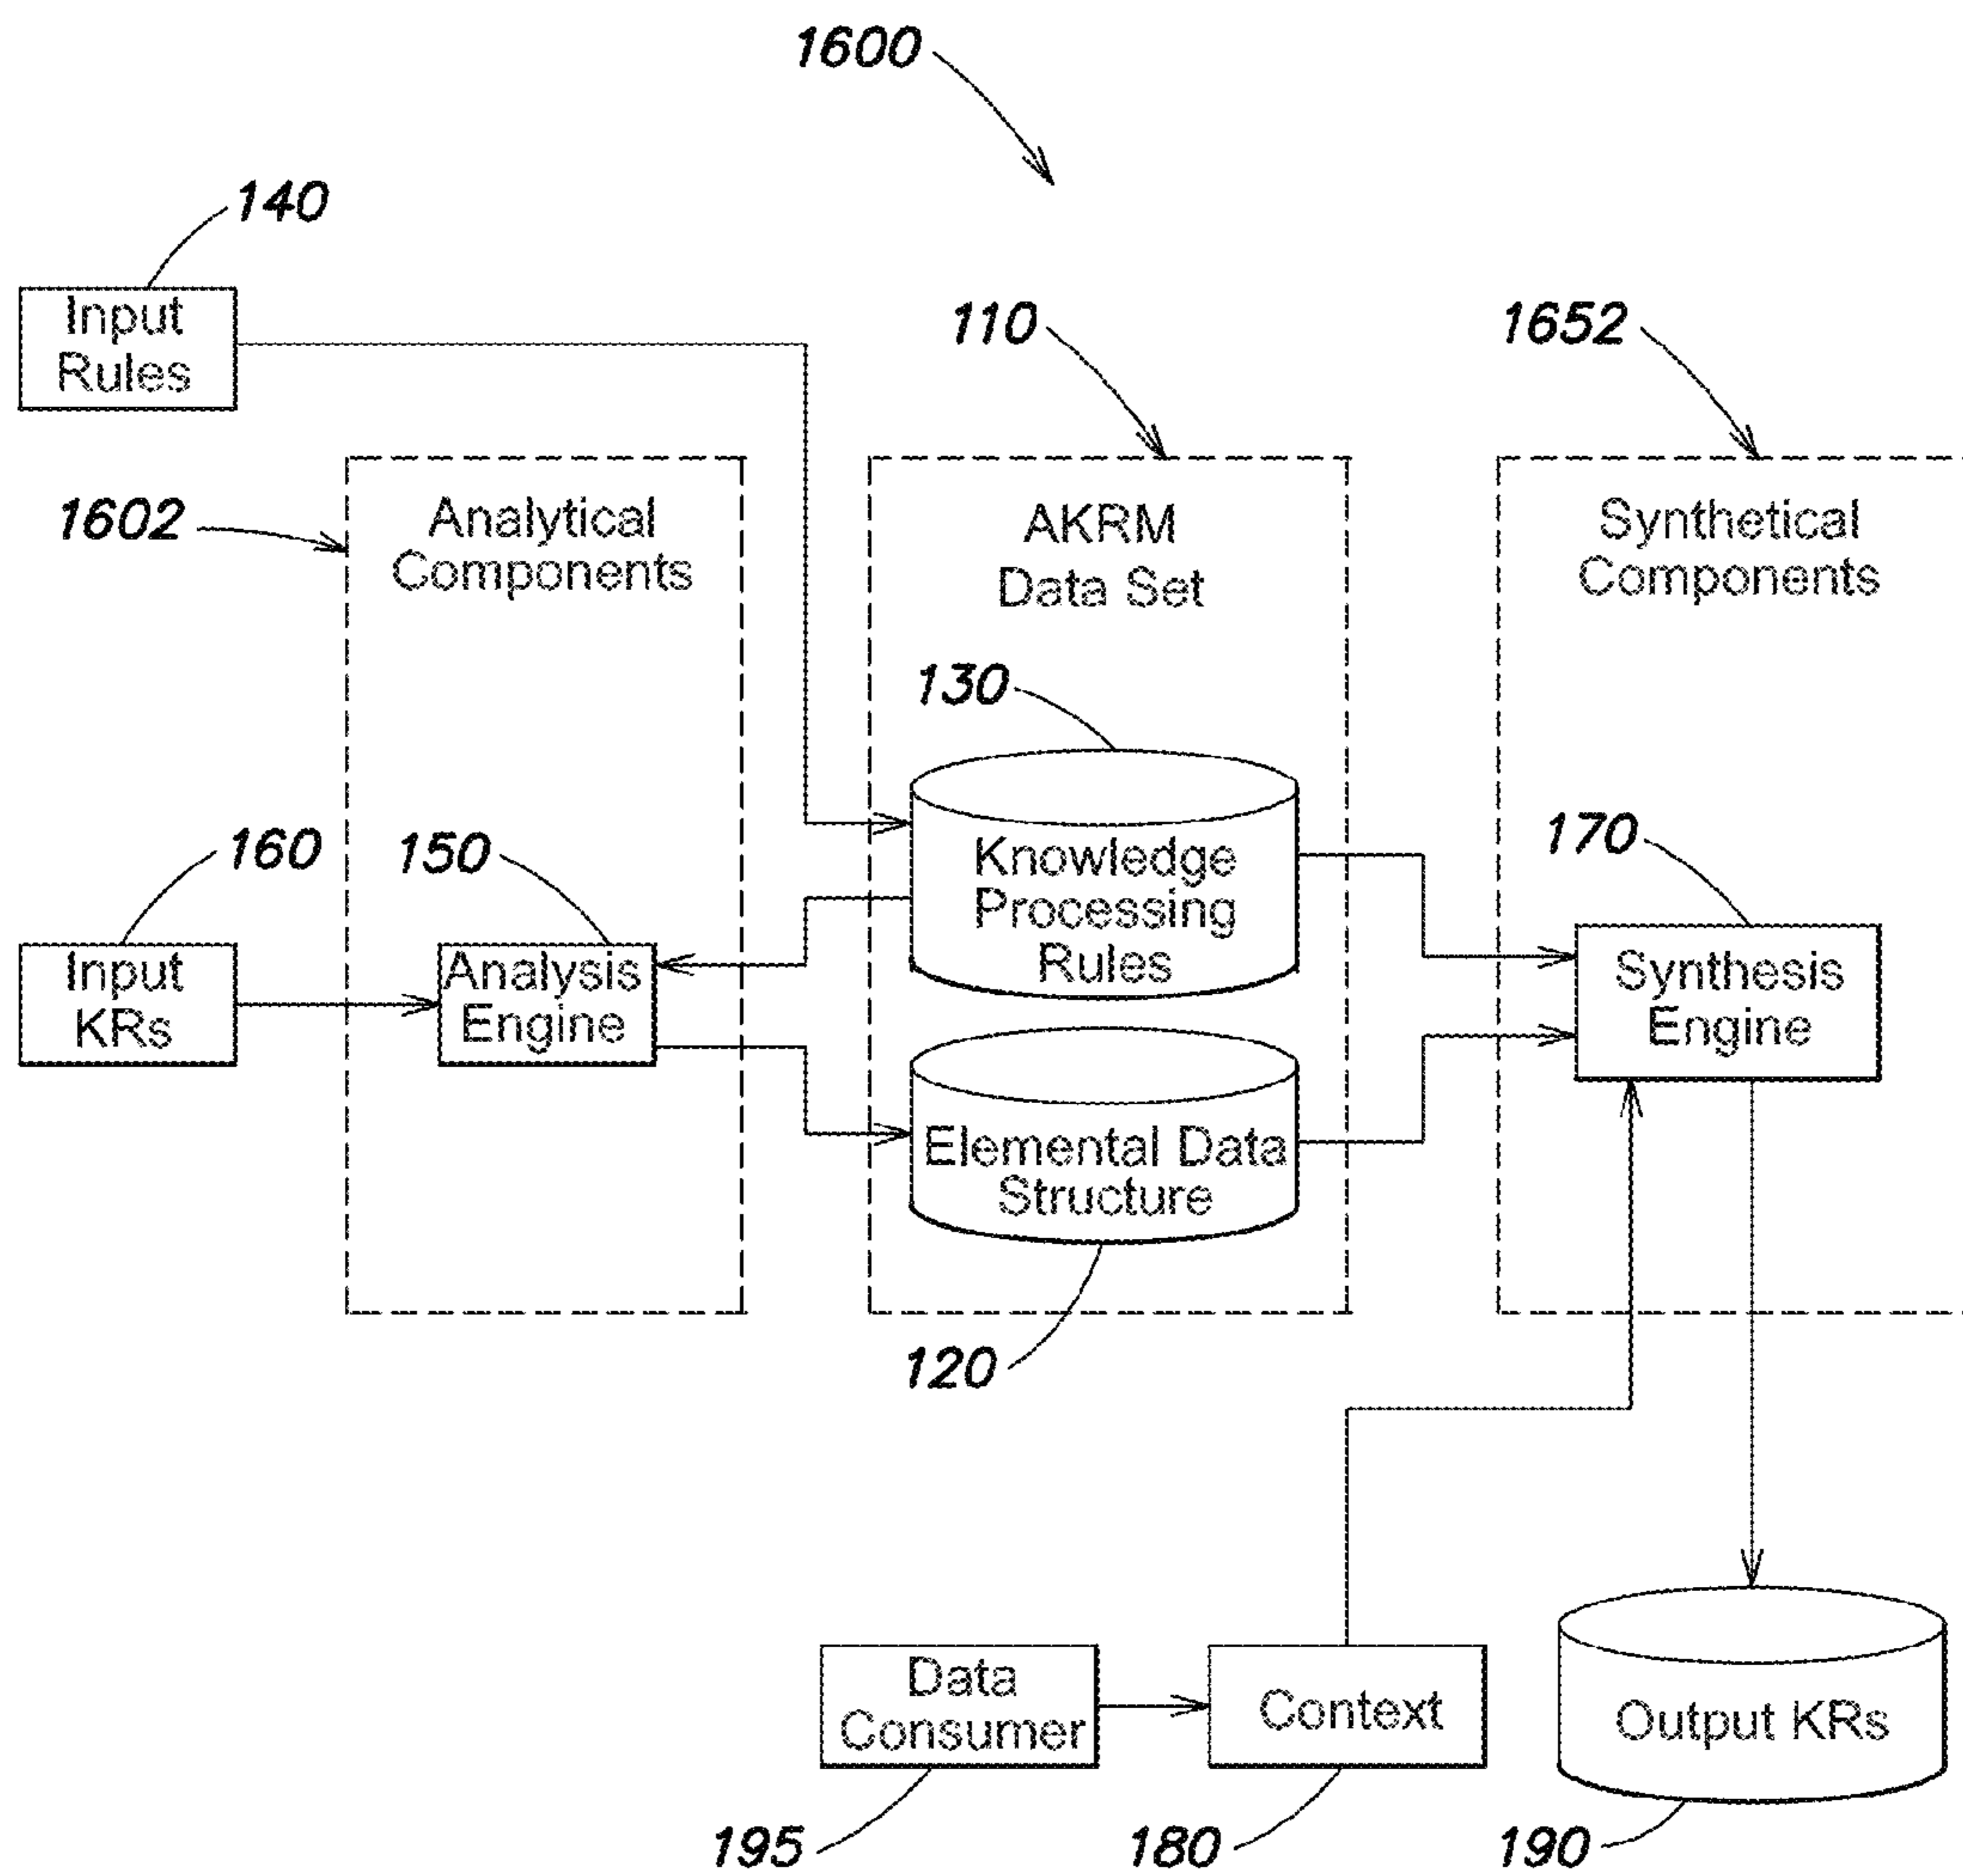 1600
140
Input
Rules
110
1652
1602
Analytical
Components
AKRM
Data Set
Synthetical
Components
130
160
150
170
Knowledge
Processing
Rules
Input
KRs
Analysis
Engine
Synthesis
Engine
Elemental Data
Structure
120
Data
Consumer
Context
Output KRs
195
180
190